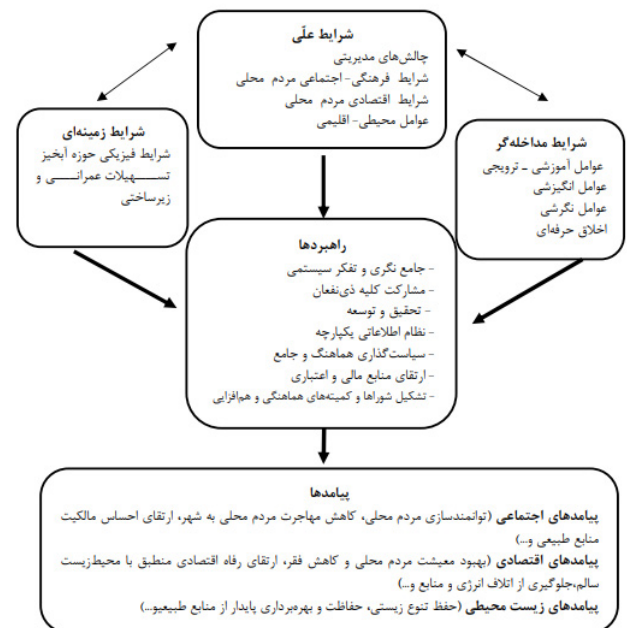 شرایط علّی
چالش‌های مدیریتی
شرایط فرهنگی- اجتماعی مردم محلی
شرایط اقتصادی مردم محلی
عوامل محیطی- اقلیمی
شرایط زمینه‌ای
شرایط فیزیکی حوزه آبخیز
تسـهیلات عمرانـی و
زیرساختی
شرایط مداخله‌گر
عوامل آموزشی ـ ترویجی
عوامل انگیزشی
عوامل نگرشی
اخلاق حرفه‌ای
راهبردها
- جامع نگری و تفکر سیستمی
- مشارکت کلیه ذی‌نفعان
- تحقیق و توسعه
- نظام اطلاعاتی یکپارچه
- سیاست‌گذاری هماهنگ و جامع
- ارتقای منابع مالی و اعتباری
- تشکیل شوراها و کمیته‌های هماهنگی و هم‌افزایی
پیامدها
پیامدهای اجتماعی (توانمندسازی مردم محلی، کاهش مهاجرت مردم محلی به شهر، ارتقای احساس مالکیت
منابع طبیعی و...)
پیامدهای اقتصادی (بهبود معیشت مردم محلی و کاهش فقر، ارتقای رفاه اقتصادی منطبق با محیط‌زیست
سالم،جلوگیری از اتلاف انرژی و منابع و...)
پیامدهای زیست محیطی (حفظ تنوع زیستی، حفاظت و بهره‌برداری پایدار از منابع طبیعیو...)